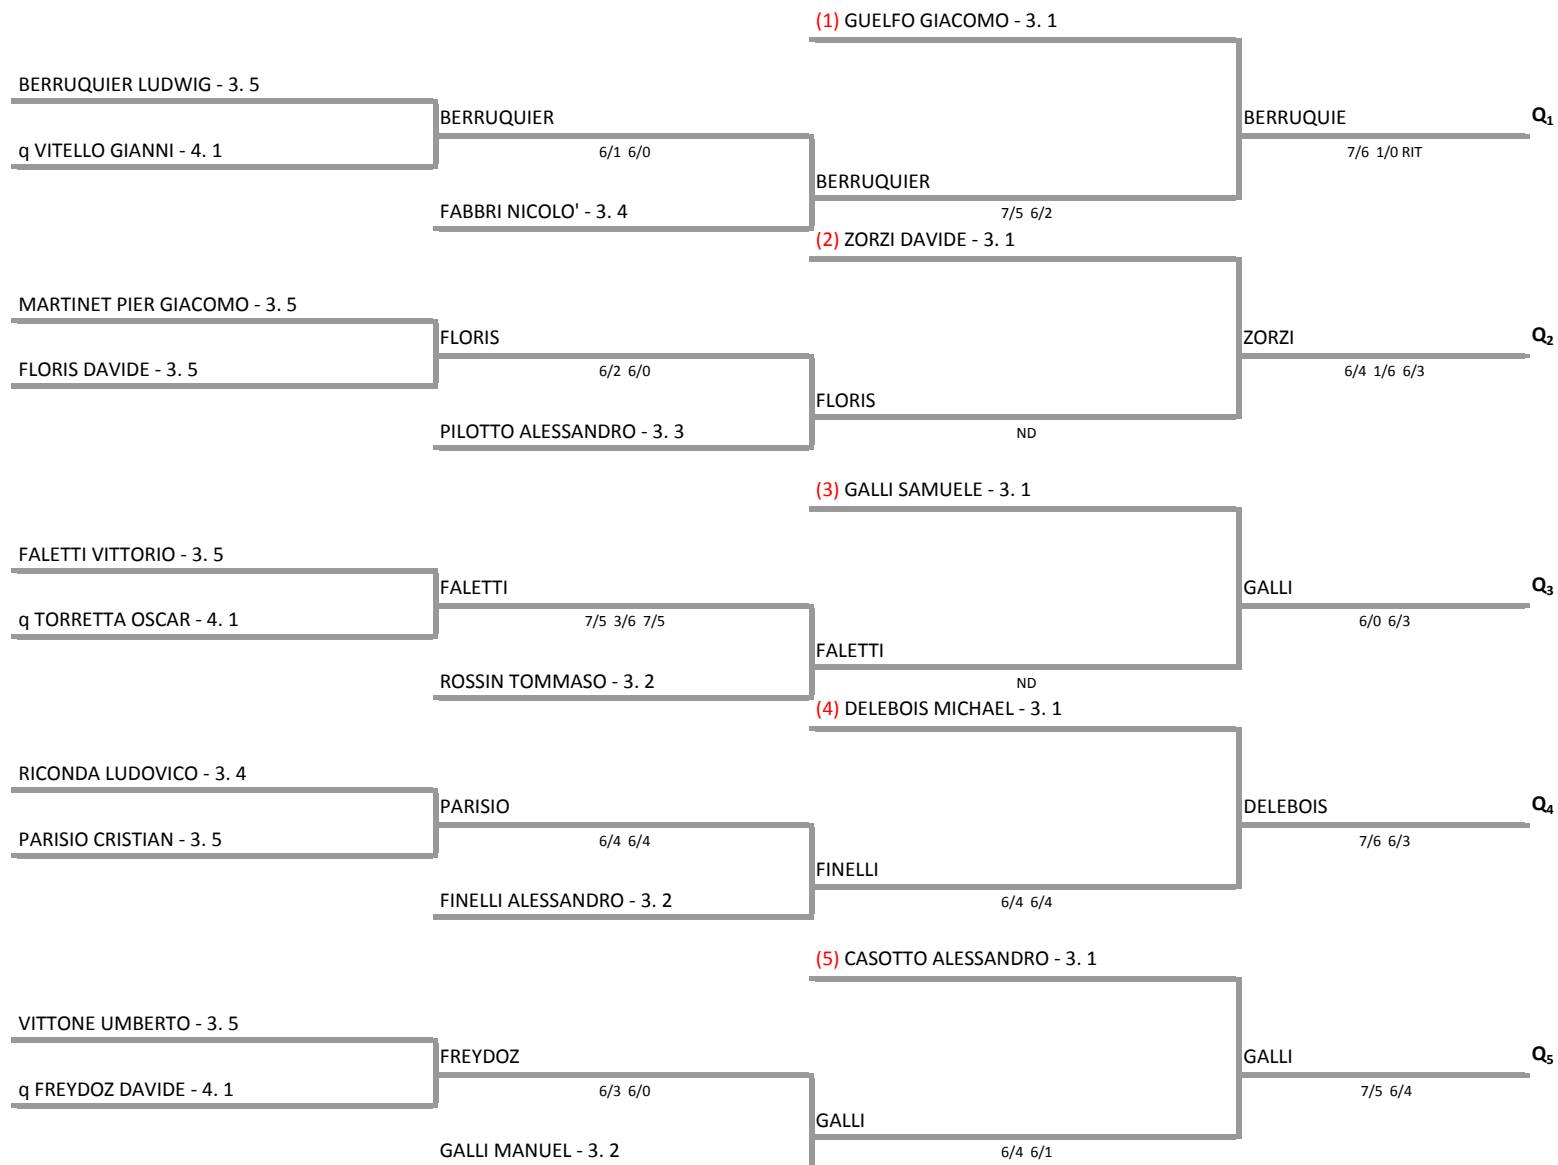 (1) GUELFO GIACOMO - 3. 1
BERRUQUIER LUDWIG - 3. 5
BERRUQUIER
BERRUQUIE
Q₁
q VITELLO GIANNI - 4. 1
6/1 6/0
7/6 1/0 RIT
BERRUQUIER
FABBRI NICOLO' - 3. 4
7/5 6/2
(2) ZORZI DAVIDE - 3. 1
MARTINET PIER GIACOMO - 3. 5
FLORIS
ZORZI
Q₂
FLORIS DAVIDE - 3. 5
6/2 6/0
6/4 1/6 6/3
FLORIS
PILOTTO ALESSANDRO - 3. 3
ND
(3) GALLI SAMUELE - 3. 1
FALETTI VITTORIO - 3. 5
FALETTI
GALLI
Q₃
q TORRETTA OSCAR - 4. 1
7/5 3/6 7/5
6/0 6/3
FALETTI
ROSSIN TOMMASO - 3. 2
ND
(4) DELEBOIS MICHAEL - 3. 1
RICONDA LUDOVICO - 3. 4
PARISIO
DELEBOIS
Q₄
PARISIO CRISTIAN - 3. 5
6/4 6/4
7/6 6/3
FINELLI
FINELLI ALESSANDRO - 3. 2
6/4 6/4
(5) CASOTTO ALESSANDRO - 3. 1
VITTONE UMBERTO - 3. 5
FREYDOZ
GALLI
Q₅
q FREYDOZ DAVIDE - 4. 1
6/3 6/0
7/5 6/4
GALLI
GALLI MANUEL - 3. 2
6/4 6/1